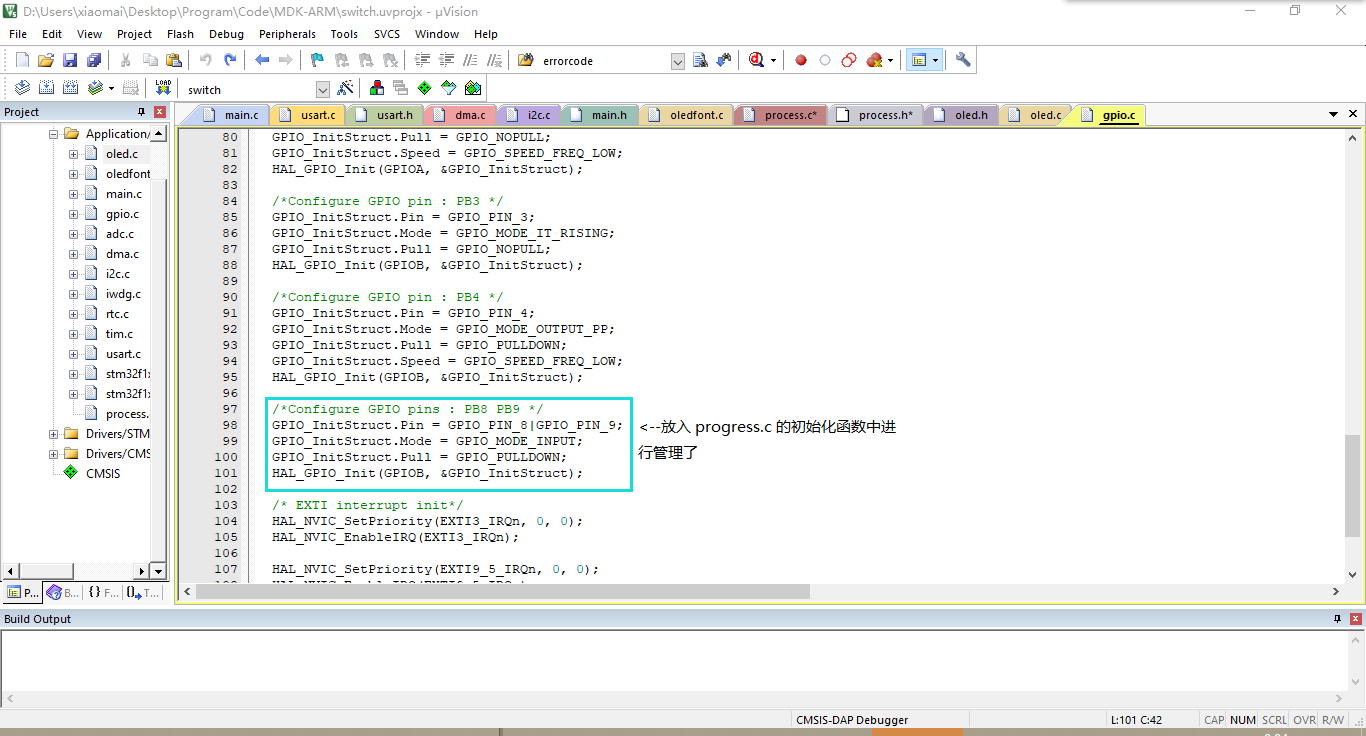 D:\Users\xiaomai\Desktop\Program\Code\MDK-ARM\switch.uvprojx - µVision
File Edit View Project Flash Debug Peripherals Tools SVCS Window Help
errorcode
LOAD
switch
Project
main.c usart.c usart.h dma.c i2c.c main.h oledfont.c process.c* process.h* oled.h oled.c gpio.c
Application/
oled.c
oledfont
main.c
gpio.c
adc.c
dma.c
i2c.c
iwdg.c
rtc.c
tim.c
usart.c
stm32f1x
stm32f1x
process.
Drivers/STM
Drivers/CMS
CMSIS
P... B... {} F... T...
80 GPIO_InitStruct.Pull = GPIO_NOPULL;
81 GPIO_InitStruct.Speed = GPIO_SPEED_FREQ_LOW;
82 HAL_GPIO_Init(GPIOA, &GPIO_InitStruct);
83
84 /*Configure GPIO pin : PB3 */
85 GPIO_InitStruct.Pin = GPIO_PIN_3;
86 GPIO_InitStruct.Mode = GPIO_MODE_IT_RISING;
87 GPIO_InitStruct.Pull = GPIO_NOPULL;
88 HAL_GPIO_Init(GPIOB, &GPIO_InitStruct);
89
90 /*Configure GPIO pin : PB4 */
91 GPIO_InitStruct.Pin = GPIO_PIN_4;
92 GPIO_InitStruct.Mode = GPIO_MODE_OUTPUT_PP;
93 GPIO_InitStruct.Pull = GPIO_PULLDOWN;
94 GPIO_InitStruct.Speed = GPIO_SPEED_FREQ_LOW;
95 HAL_GPIO_Init(GPIOB, &GPIO_InitStruct);
96
97 /*Configure GPIO pins : PB8 PB9 */
98 GPIO_InitStruct.Pin = GPIO_PIN_8|GPIO_PIN_9;
99 GPIO_InitStruct.Mode = GPIO_MODE_INPUT;
100 GPIO_InitStruct.Pull = GPIO_PULLDOWN;
101 HAL_GPIO_Init(GPIOB, &GPIO_InitStruct);
102
103 /* EXTI interrupt init*/
104 HAL_NVIC_SetPriority(EXTI3_IRQn, 0, 0);
105 HAL_NVIC_EnableIRQ(EXTI3_IRQn);
106
107 HAL_NVIC_SetPriority(EXTI9_5_IRQn, 0, 0);
<--放入 progress.c 的初始化函数中进
行管理了
Build Output
CMSIS-DAP Debugger L:101 C:42 CAP NUM SCRL OVR R/W